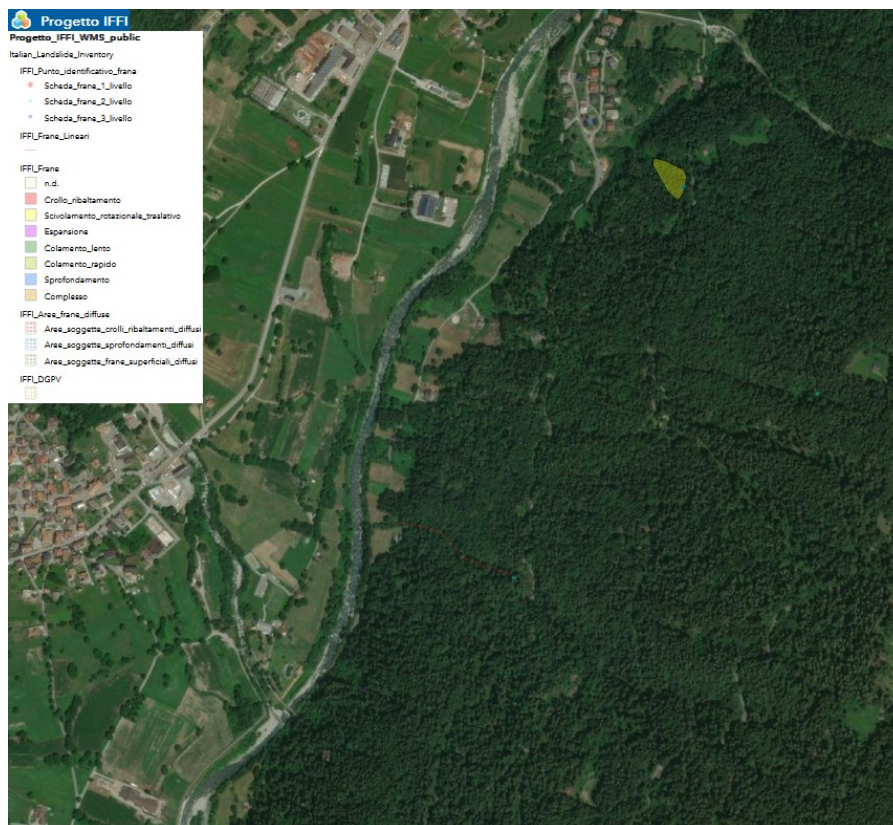 Progetto IFFI
Progetto_IFFI_WMS_public
Italian_Landslide_Inventory
IFFI_Punto_identificativo_frana
Scheda_frane_1_livello
Scheda_frane_2_livello
Scheda_frane_3_livello
IFFI_Frane_Lineari
IFFI_Frane
n.d.
Crollo_ribaltamento
Scivolamento_rotazionale_traslativo
Espansione
Colamento_lento
Colamento_rapido
Sprofondamento
Complesso
IFFI_Aree_frane_diffuse
Aree_soggette_crolli_ribaltamenti_diffusi
Aree_soggette_sprofondamenti_diffusi
Aree_soggette_frane_superficiali_diffusi
IFFI_DGPV